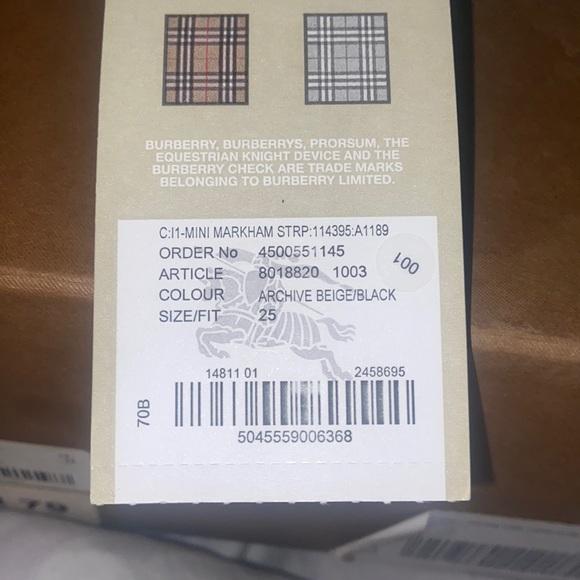 BURBERRY, BURBERRYS, PRORSUM, THE
EQUESTRIAN KNIGHT DEVICE AND THE
BURBERRY CHECK ARE TRADE MARKS
BELONGING TO BURBERRY LIMITED.
C:I1-MINI MARKHAM STRP:114395:A1189
ORDER No 4500551145
001
ARTICLE 8018820 1003
COLOUR ARCHIVE BEIGE/BLACK
SIZE/FIT 25
14811 01 2458695
70B
5045559006368